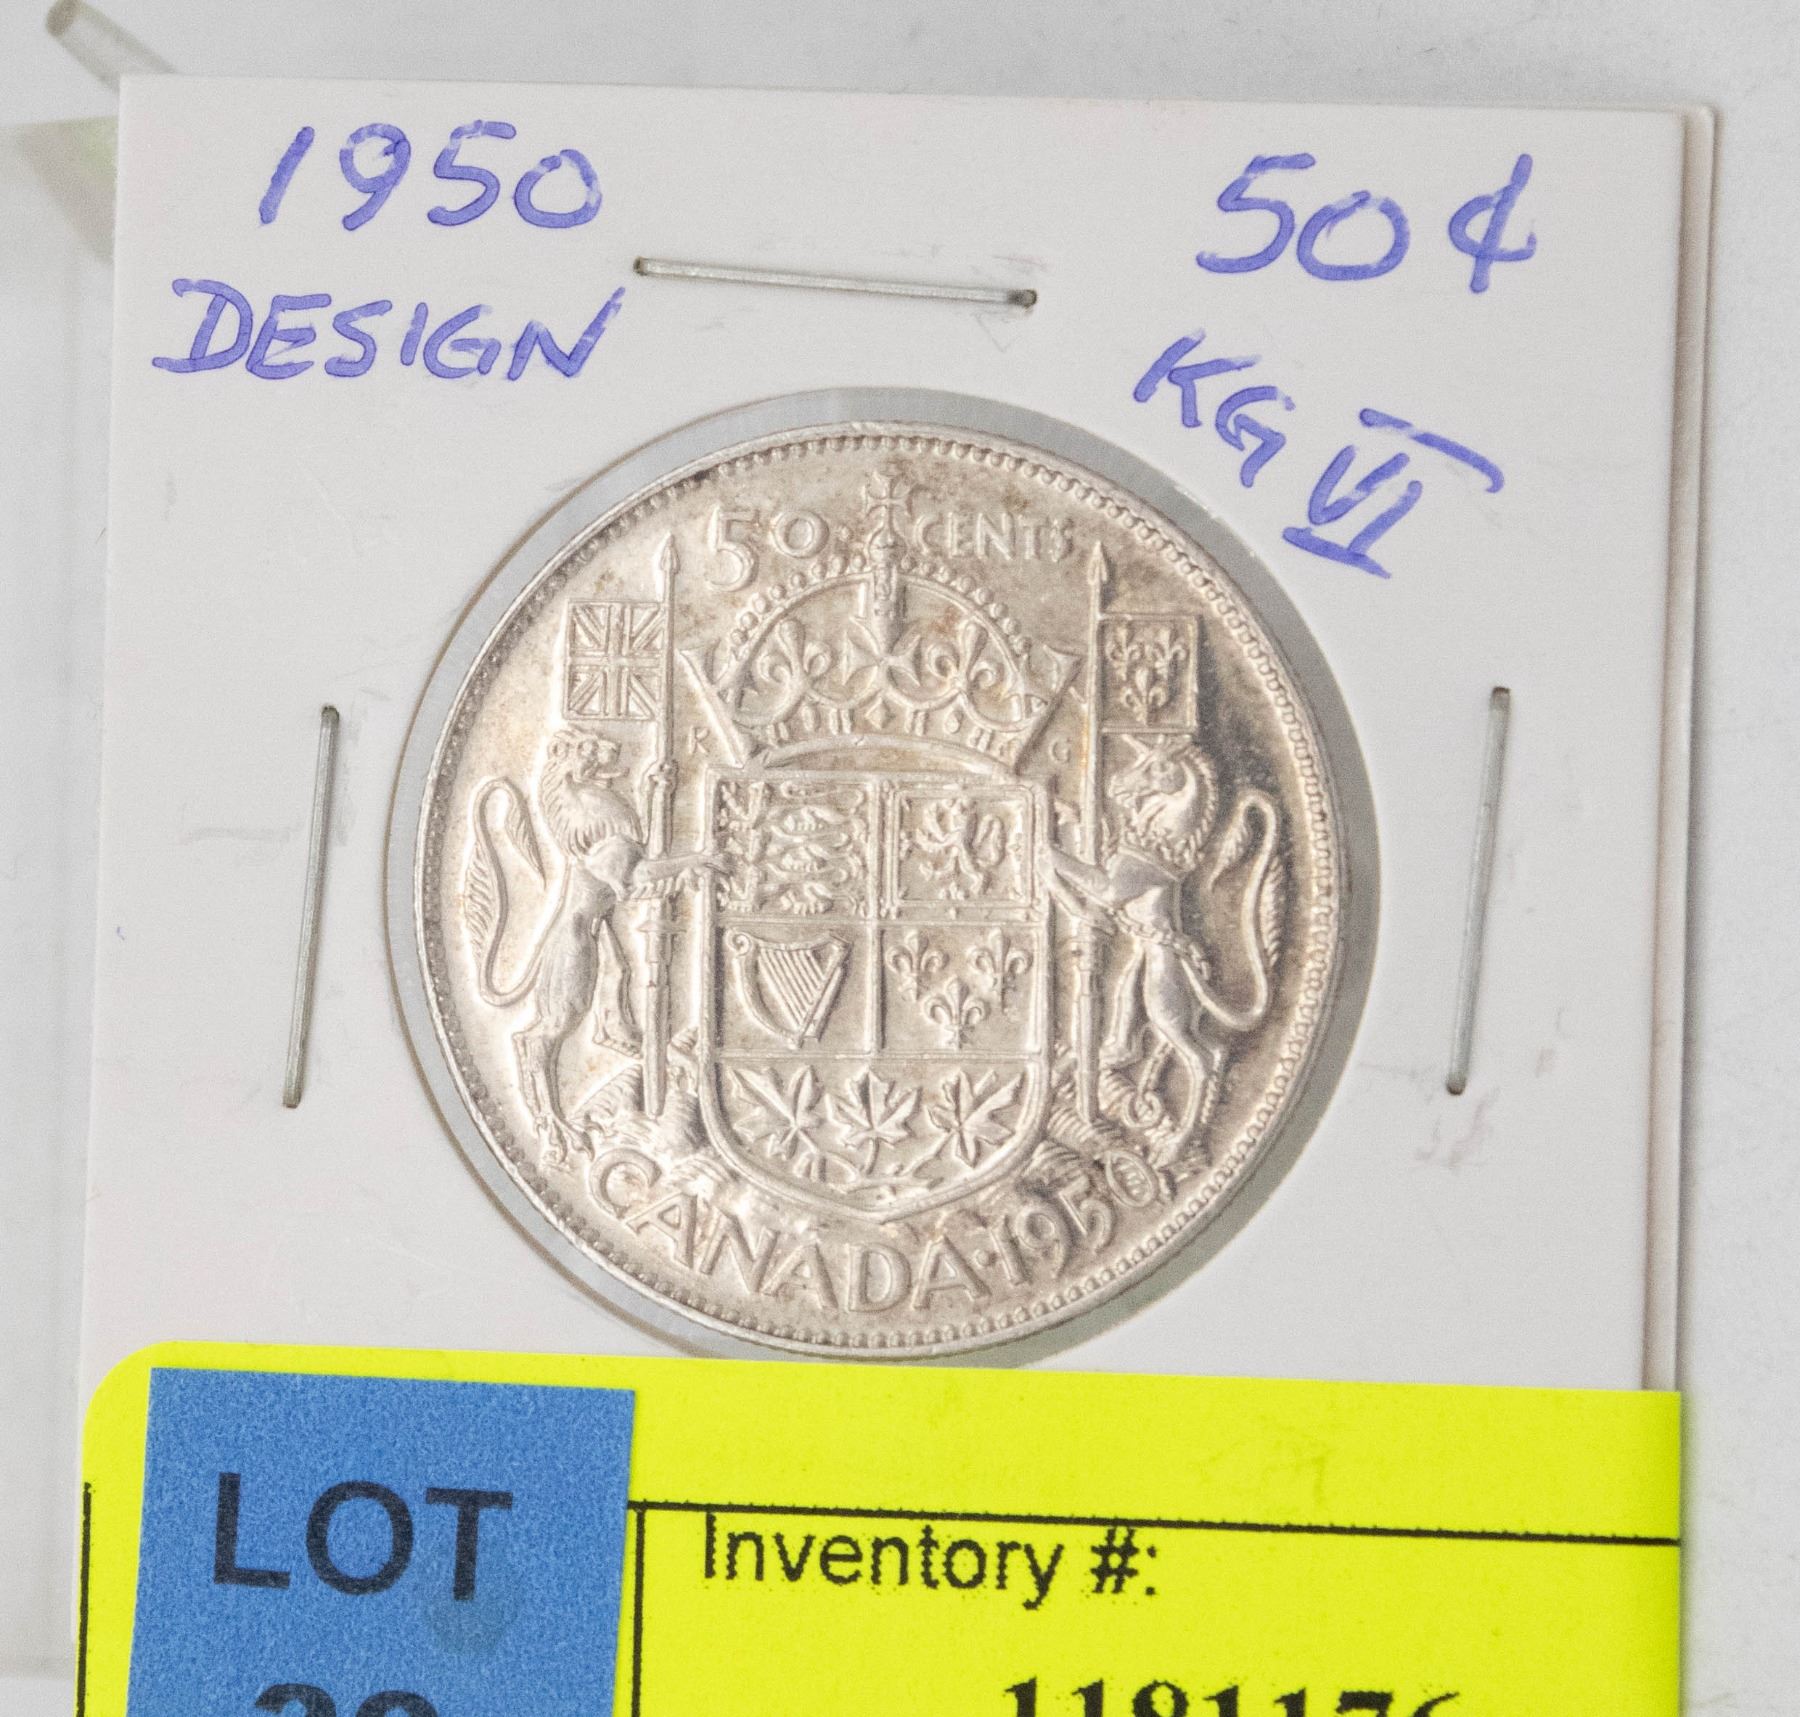 1950
DESIGN
50¢
KG VI
50 CENTS
R G
CANADA·1950
LOT
Inventory #: